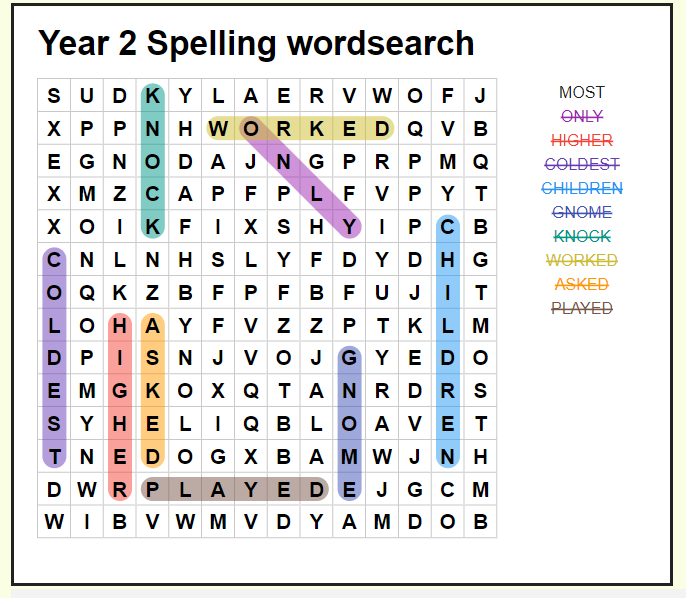 Year 2 Spelling wordsearch
S U D K Y L A E R V W O F J
X P P N H W O R K E D Q V B
E G N O D A J N G P R P M Q
X M Z C A P F P L F V P Y T
X O I K F I X S H Y I P C B
C N L N H S L Y F D Y D H G
O Q K Z B F P F B F U J I T
L O H A Y F V Z Z P T K L M
D P I S N J V O J G Y E D O
E M G K O X Q T A N R D R S
S Y H E L I Q B L O A V E T
T N E D O G X B A M W J N H
D W R P L A Y E D E J G C M
W I B V W M V D Y A M D O B
MOST
ONLY
HIGHER
COLDEST
CHILDREN
GNOME
KNOCK
WORKED
ASKED
PLAYED